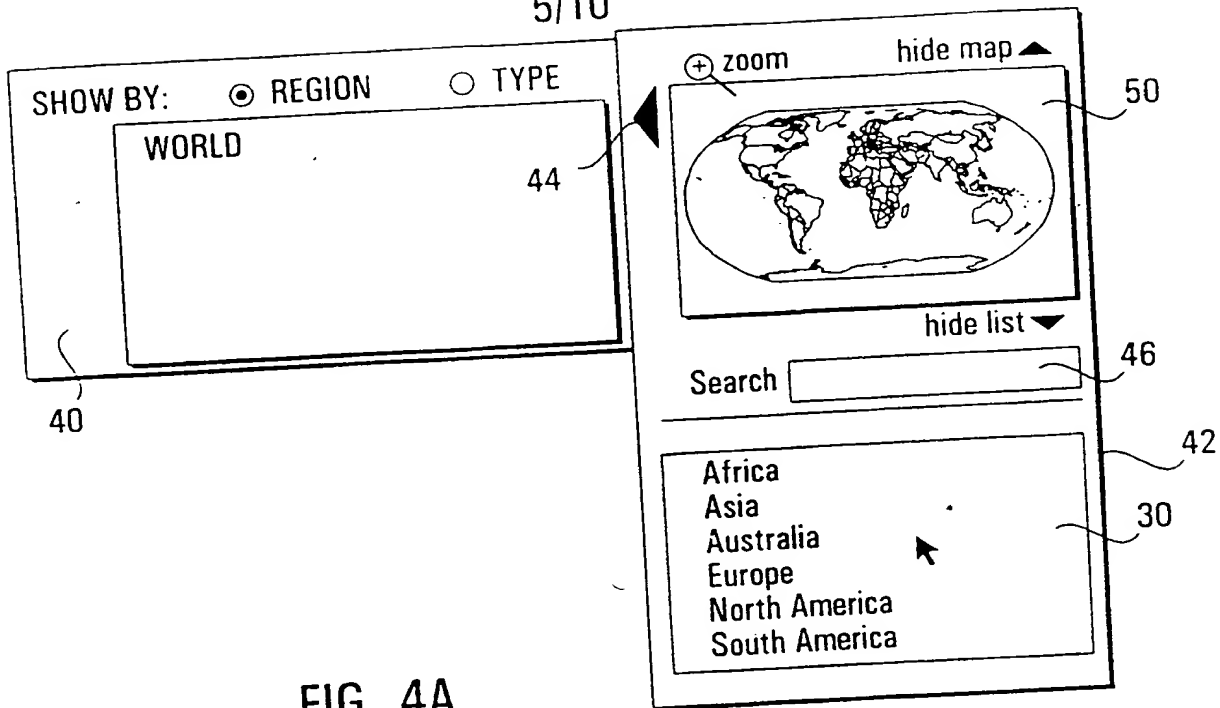 5/10
SHOW BY: REGION TYPE
WORLD
44
40
zoom hide map
50
hide list
Search
46
42
Africa
Asia
Australia
Europe
North America
South America
30
FIG. 4A